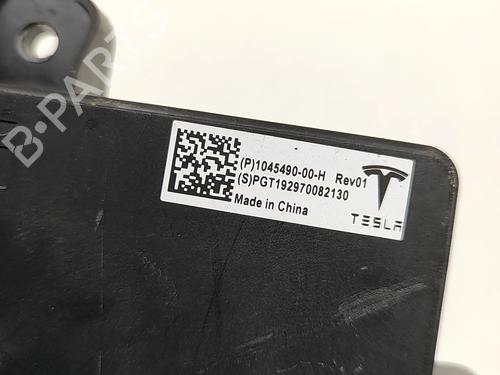 B-PARTS
(P)1045490-00-H Rev01
(S)PGT192970082130
Made in China
TESLA